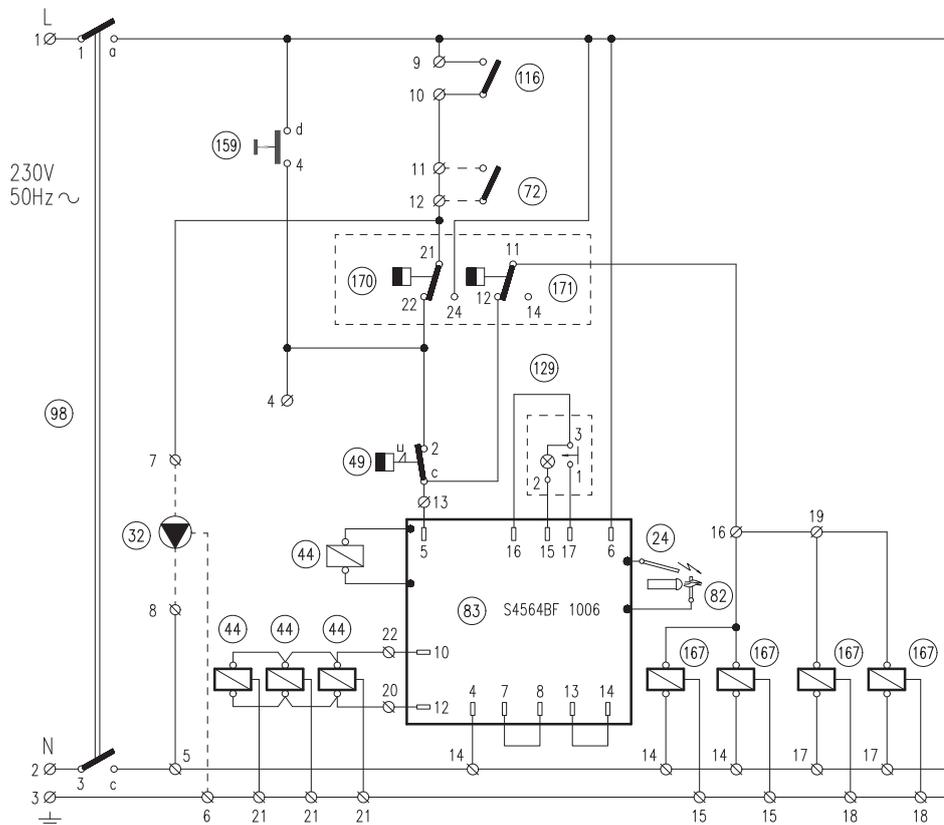 L
1 1 a
9 116
10
159 d
4
230V
50Hz ~
11
12 72
21 11
170 171
22 24 12 14
129
4
98
7 49 2
c
13
3
2 1
32 44
5 16 15 17 6
24
16 19
82
83 S4564BF 1006
8 44 44 44 22 10
167 167 167 167
20 12
4 7 8 13 14
N
2 3 c 5 14 14 14 17 17
3
6 21 21 21 15 15 18 18